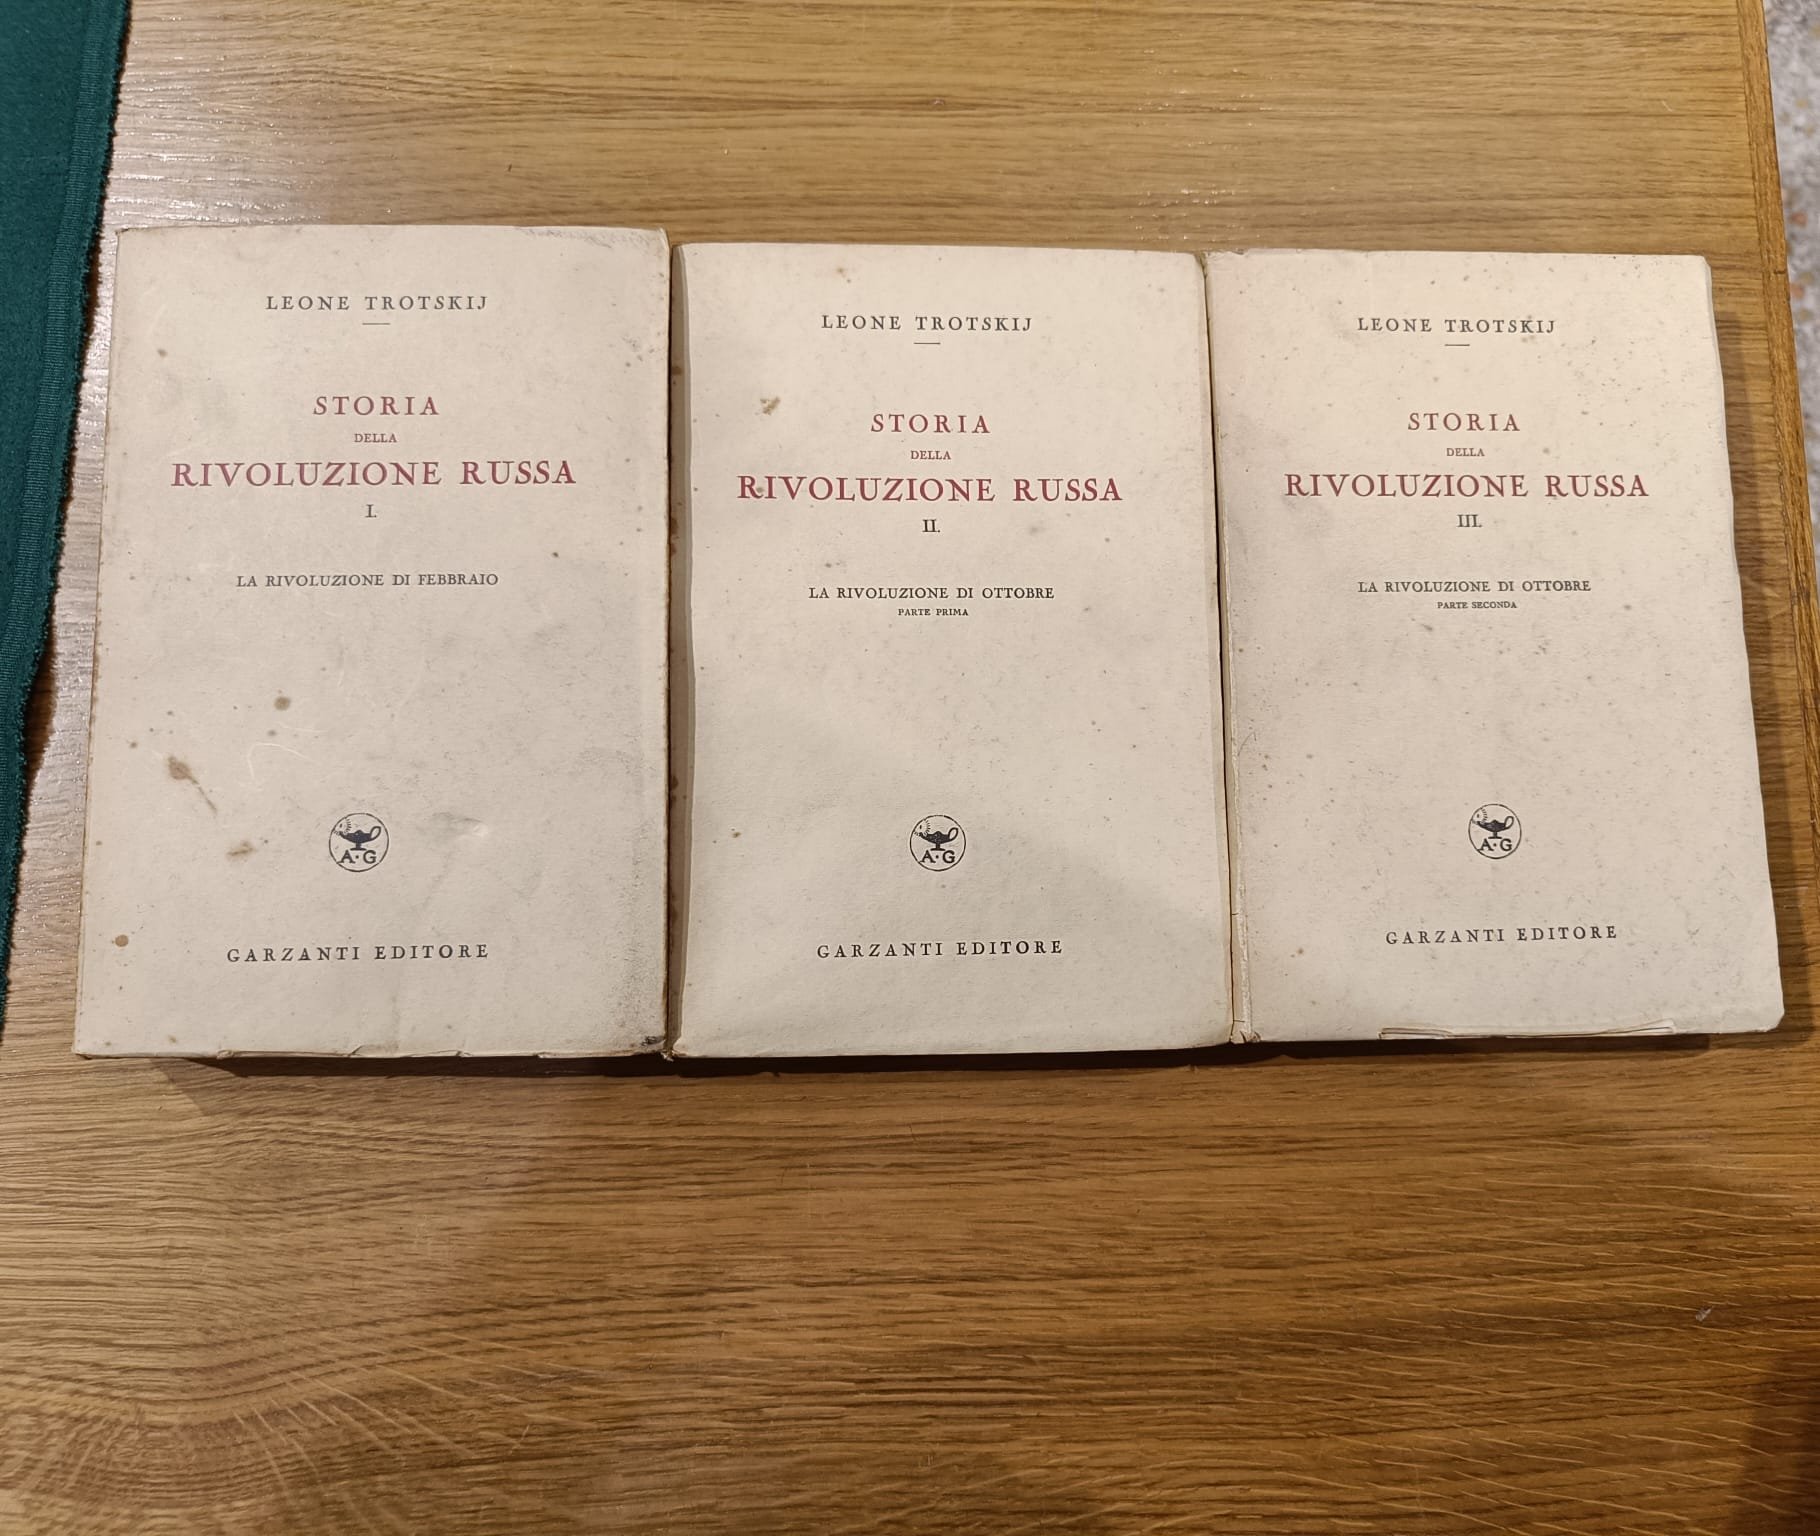 LEONE TROTSKIJ
STORIA
DELLA
RIVOLUZIONE RUSSA
I.
LA RIVOLUZIONE DI FEBBRAIO
A·G
GARZANTI EDITORE
LEONE TROTSKIJ
STORIA
DELLA
RIVOLUZIONE RUSSA
II.
LA RIVOLUZIONE DI OTTOBRE
PARTE PRIMA
A·G
GARZANTI EDITORE
LEONE TROTSKIJ
STORIA
DELLA
RIVOLUZIONE RUSSA
III.
LA RIVOLUZIONE DI OTTOBRE
PARTE SECONDA
A·G
GARZANTI EDITORE